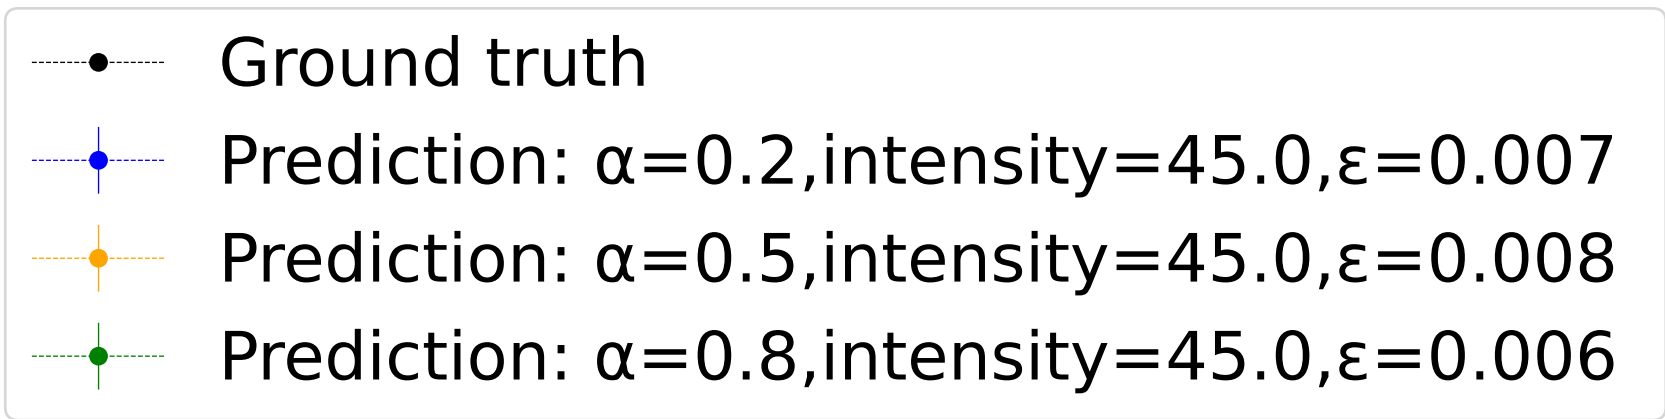 Ground truth
Prediction: α=0.2,intensity=45.0,ε=0.007
Prediction: α=0.5,intensity=45.0,ε=0.008
Prediction: α=0.8,intensity=45.0,ε=0.006